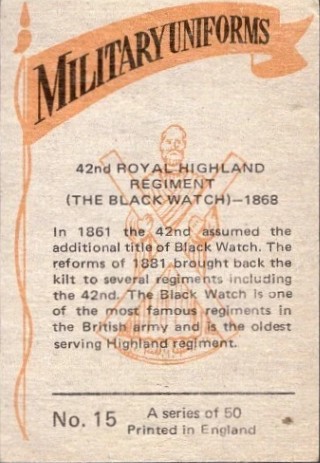 MILITARY UNIFORMS
42nd ROYAL HIGHLAND
REGIMENT
(THE BLACK WATCH)—1868
In 1861 the 42nd assumed the
additional title of Black Watch. The
reforms of 1881 brought back the
kilt to several regiments including
the 42nd. The Black Watch is one
of the most famous regiments in
the British army and is the oldest
serving Highland regiment.
No. 15
A series of 50
Printed in England